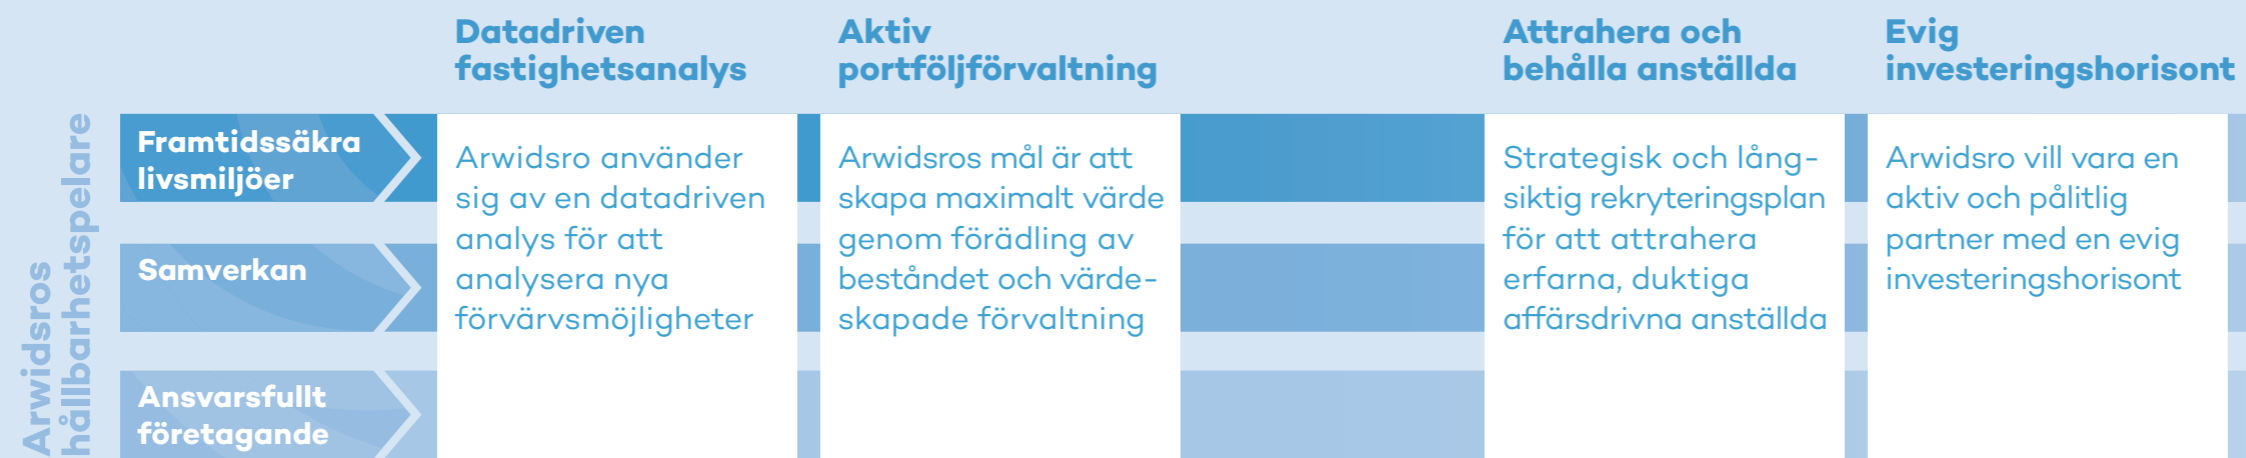 Arwidsros
hållbarhetspelare
Framtidssäkra
livsmiljöer
Samverkan
Ansvarsfullt
företagande
Datadriven
fastighetsanalys
Arwidsro använder
sig av en datadriven
analys för att
analysera nya
förvärvsmöjligheter
Aktiv
portföljförvaltning
Arwidsros mål är att
skapa maximalt värde
genom förädling av
beståndet och värde-
skapade förvaltning
Attrahera och
behålla anställda
Strategisk och lång-
siktig rekryteringsplan
för att attrahera
erfarna, duktiga
affärsdrivna anställda
Evig
investeringshorisont
Arwidsro vill vara en
aktiv och pålitlig
partner med en evig
investeringshorisont